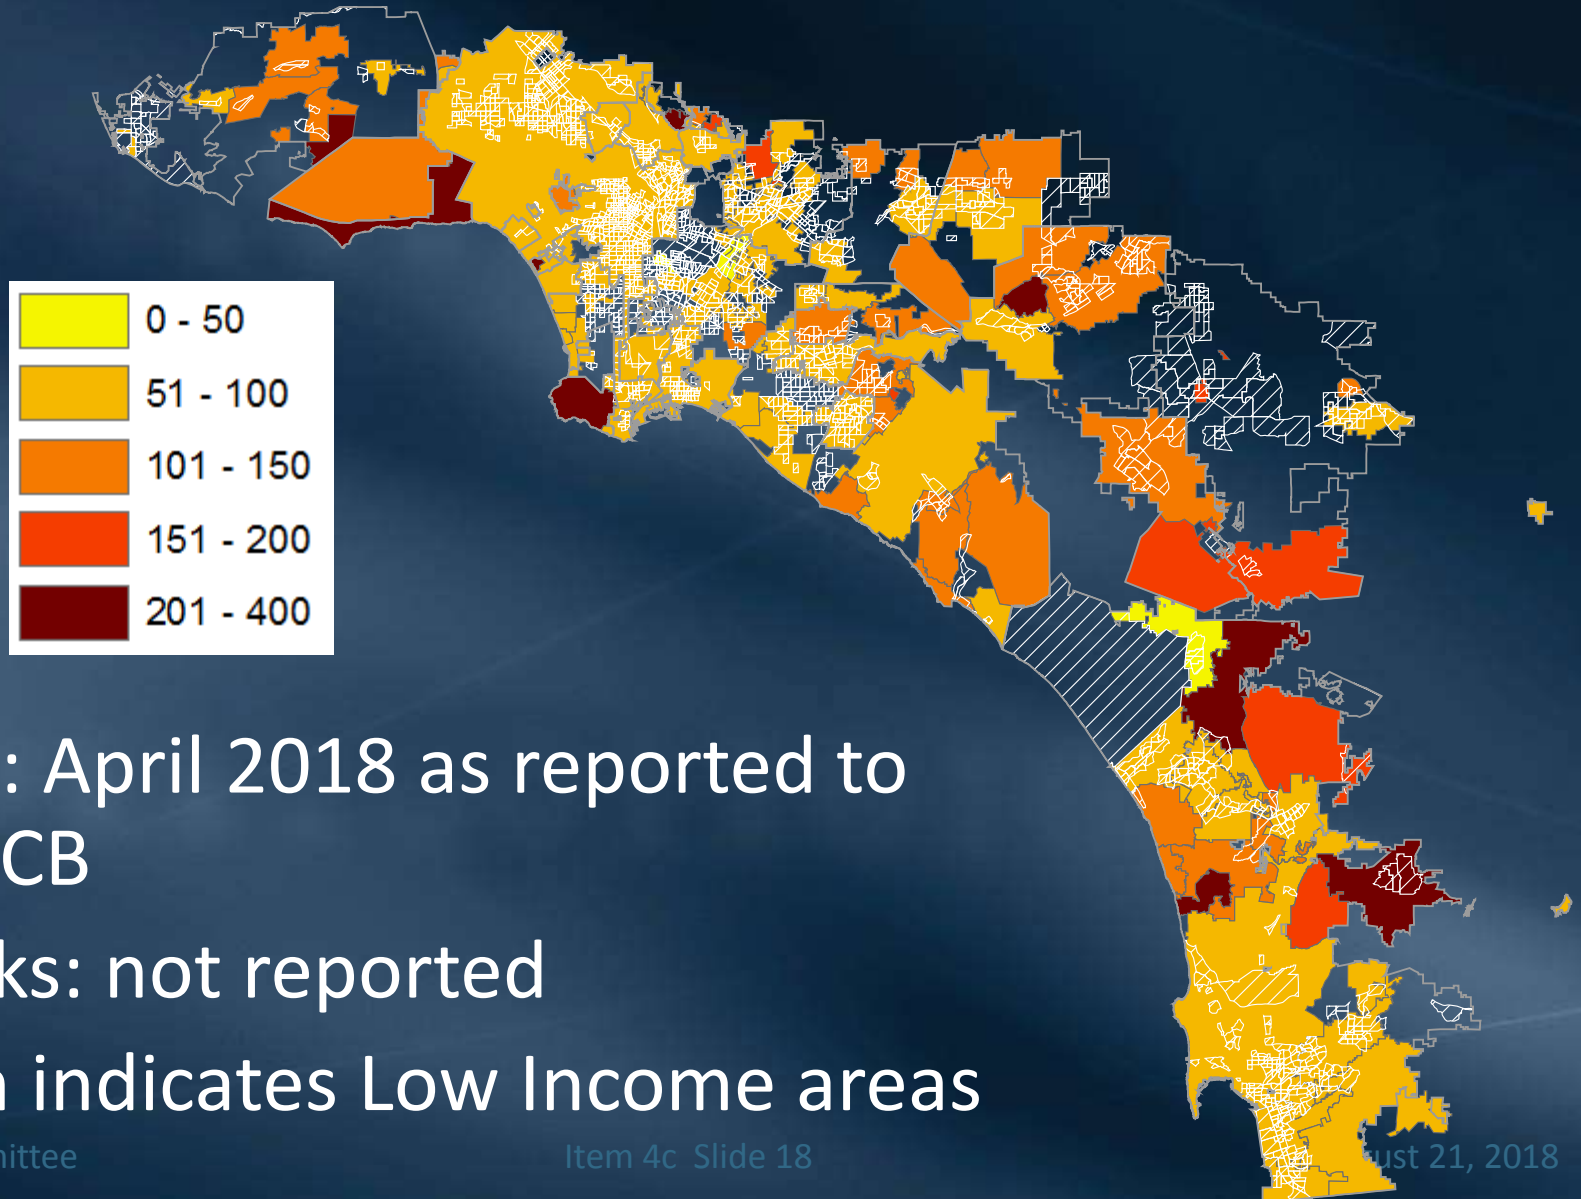 0 - 50
51 - 100
101 - 150
151 - 200
201 - 400
: April 2018 as reported to
CB
ks: not reported
indicates Low Income areas
mittee
Item 4c Slide 18
ust 21, 2018